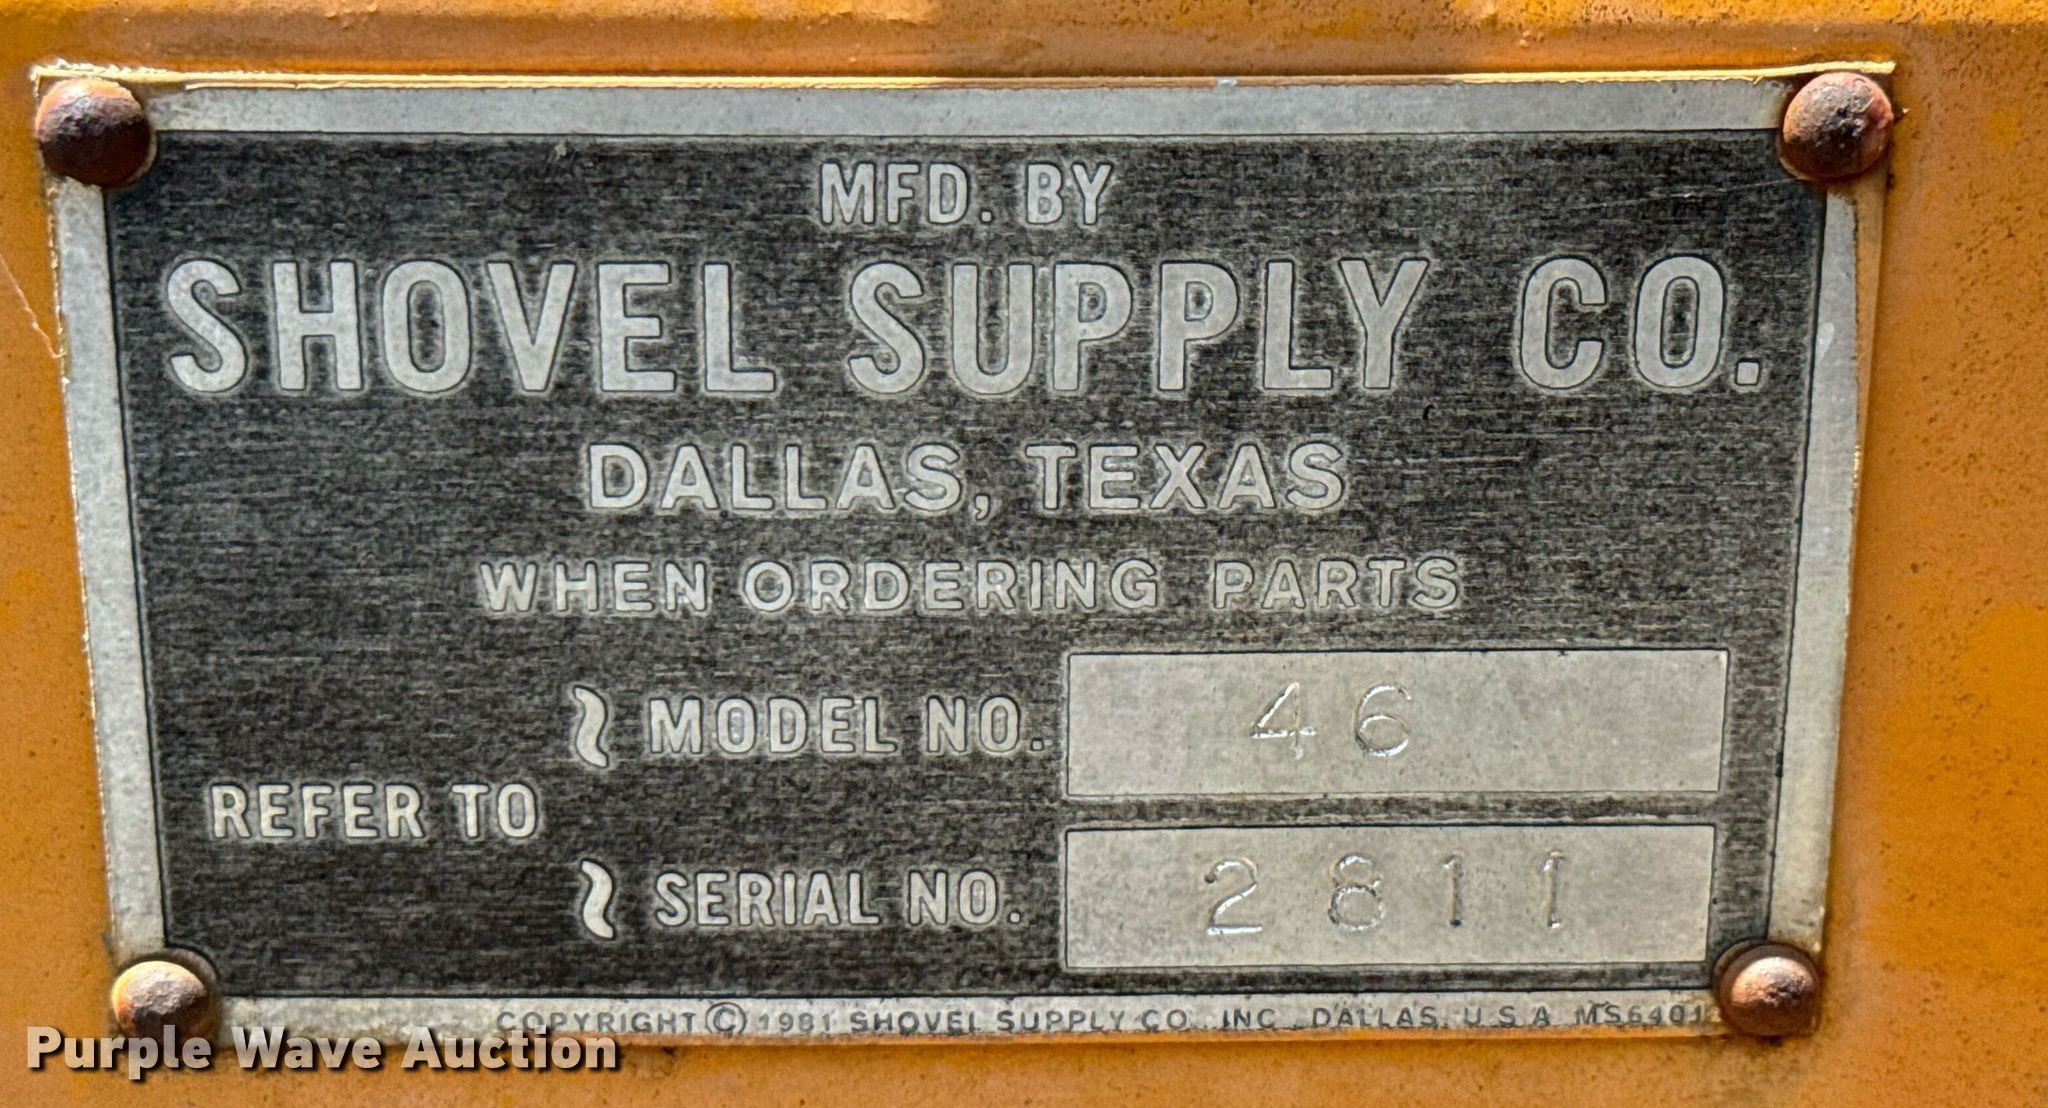 MFD. BY
SHOVEL SUPPLY CO.
DALLAS, TEXAS
WHEN ORDERING PARTS
REFER TO
MODEL NO. 46
SERIAL NO. 2811
COPYRIGHT © 1981 SHOVEL SUPPLY CO. INC. DALLAS, U.S.A. MS6401
Purple Wave Auction